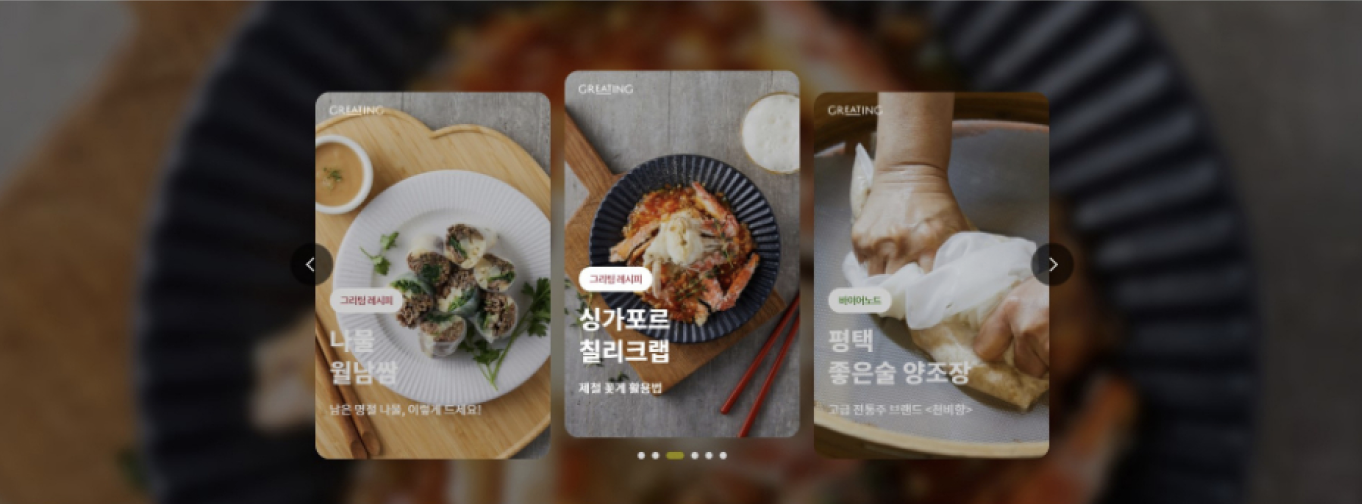 GREATING
그리팅 레시피
나물
월남쌈
남은 명절 나물, 이렇게 드세요!
GREATING
그리팅 레시피
싱가포르
칠리크랩
제철 꽃게 활용법
GREATING
바이어노트
평택
좋은술 양조장
고급 전통주 브랜드 <천비향>